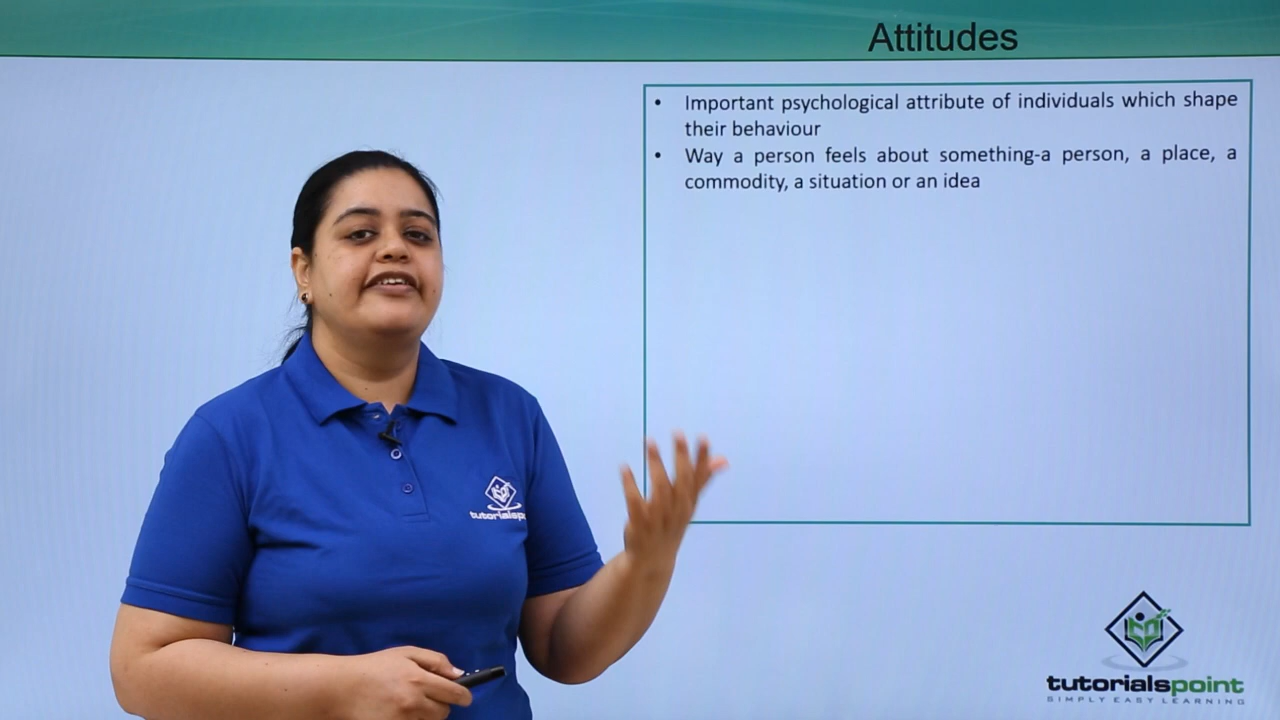 Attitudes
• Important psychological attribute of individuals which shape
their behaviour
• Way a person feels about something-a person, a place, a
commodity, a situation or an idea
tutorialsp
tutorialspoint
SIMPLY EASY LEARNING